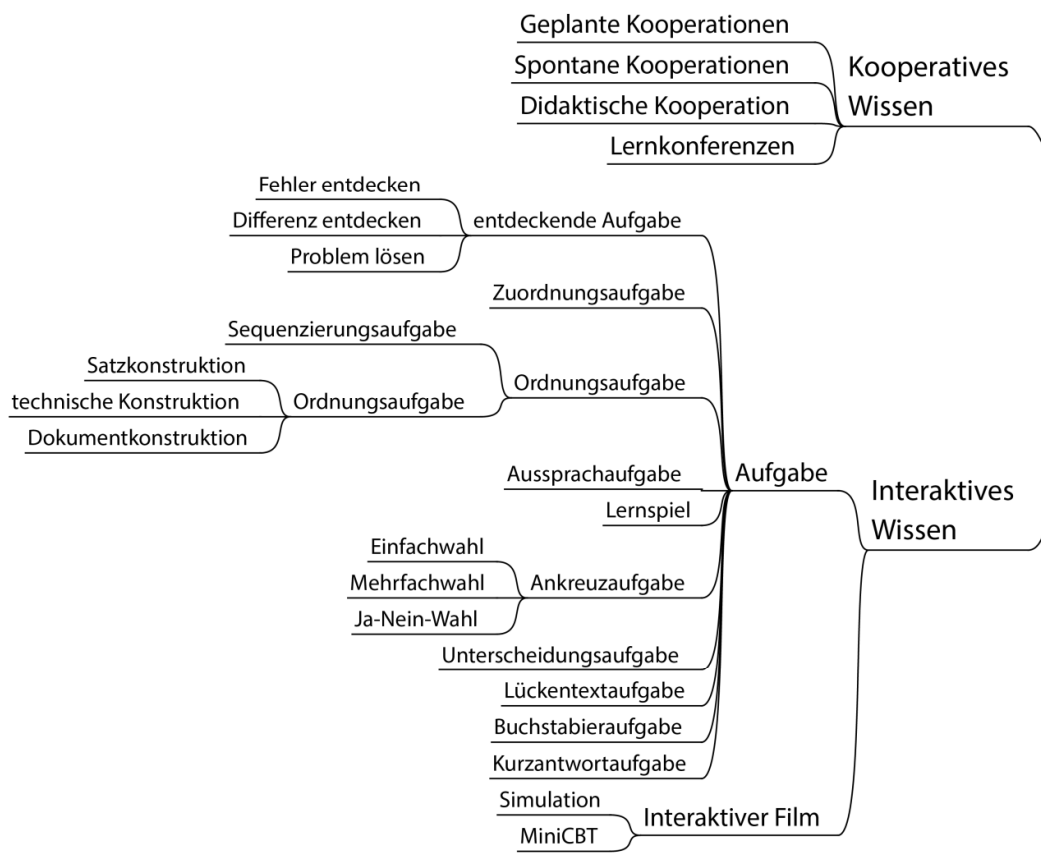 Geplante Kooperationen
Spontane Kooperationen
Didaktische Kooperation
Lernkonferenzen
Kooperatives
Wissen
Fehler entdecken
Differenz entdecken
Problem lösen
entdeckende Aufgabe
Zuordnungsaufgabe
Sequenzierungsaufgabe
Satzkonstruktion
technische Konstruktion
Dokumentkonstruktion
Ordnungsaufgabe
Ordnungsaufgabe
Aussprachaufgabe
Lernspiel
Einfachwahl
Mehrfachwahl
Ja-Nein-Wahl
Ankreuzaufgabe
Unterscheidungsaufgabe
Lückentextaufgabe
Buchstabieraufgabe
Kurzantwortaufgabe
Aufgabe
Simulation
MiniCBT
Interaktiver Film
Interaktives
Wissen